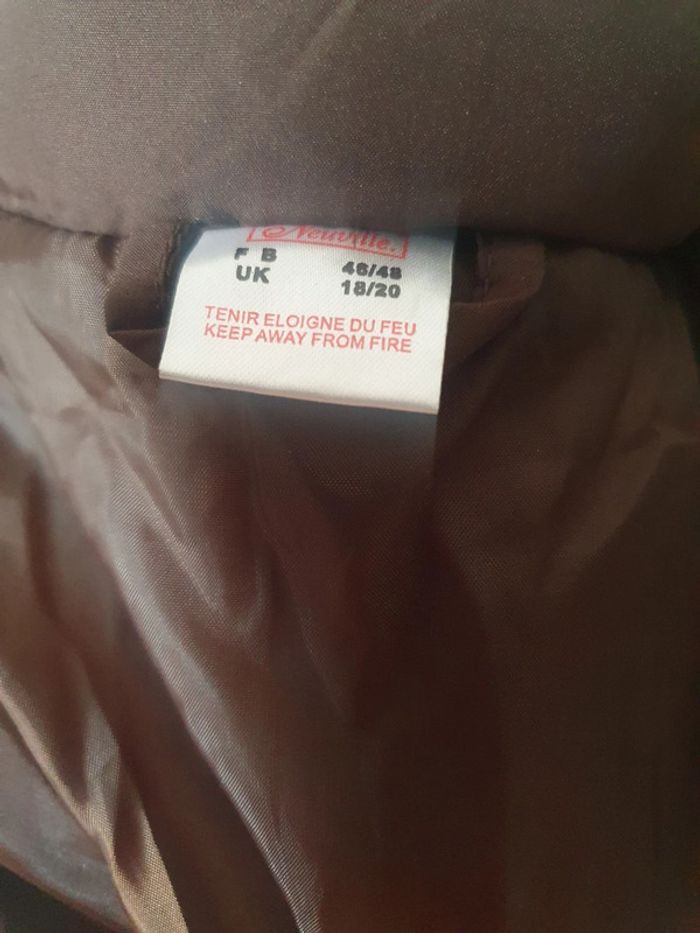 Neuville.
F B 46/48
UK 18/20
TENIR ELOIGNE DU FEU
KEEP AWAY FROM FIRE